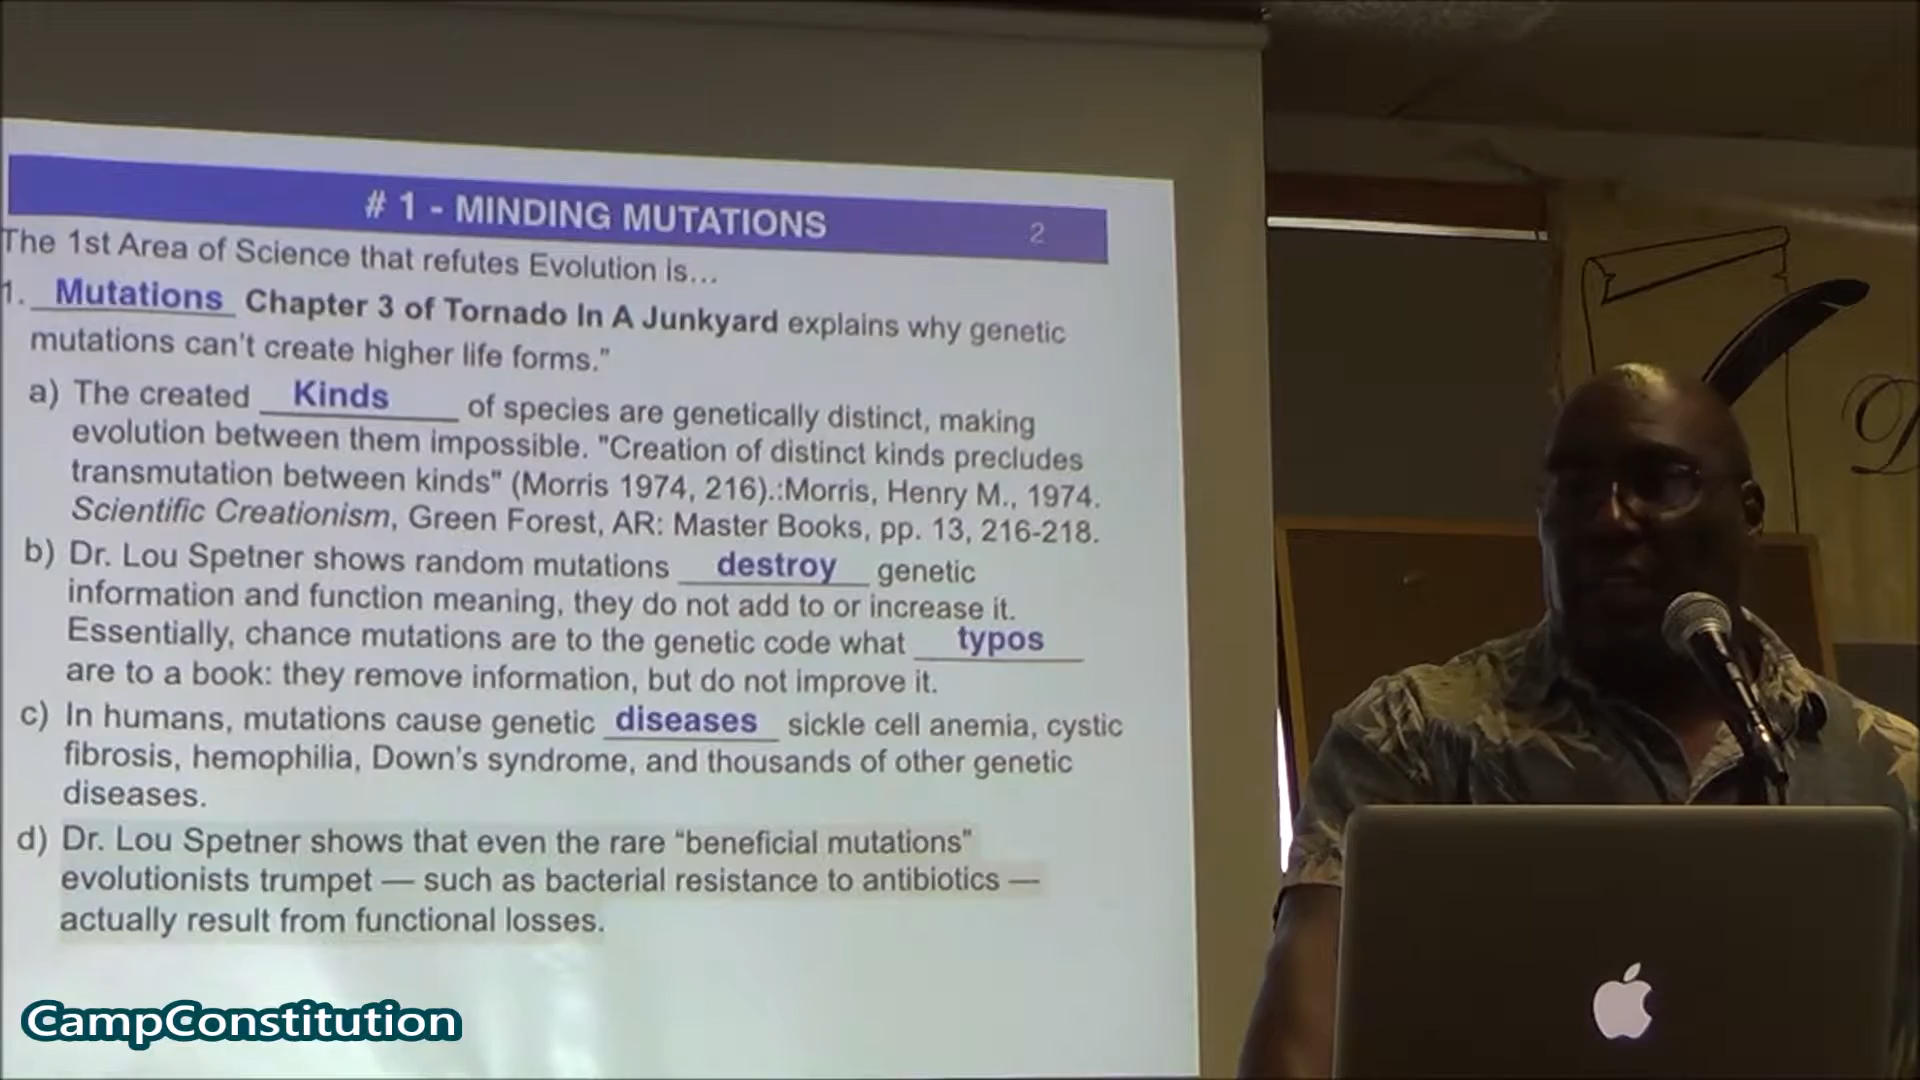 # 1 - MINDING MUTATIONS 2
The 1st Area of Science that refutes Evolution is...
1. Mutations Chapter 3 of Tornado In A Junkyard explains why genetic
mutations can't create higher life forms."
a) The created Kinds of species are genetically distinct, making
evolution between them impossible. "Creation of distinct kinds precludes
transmutation between kinds" (Morris 1974, 216).:Morris, Henry M., 1974.
Scientific Creationism, Green Forest, AR: Master Books, pp. 13, 216-218.
b) Dr. Lou Spetner shows random mutations destroy genetic
information and function meaning, they do not add to or increase it.
Essentially, chance mutations are to the genetic code what typos
are to a book: they remove information, but do not improve it.
c) In humans, mutations cause genetic diseases sickle cell anemia, cystic
fibrosis, hemophilia, Down's syndrome, and thousands of other genetic
diseases.
d) Dr. Lou Spetner shows that even the rare “beneficial mutations”
evolutionists trumpet — such as bacterial resistance to antibiotics —
actually result from functional losses.
CampConstitution